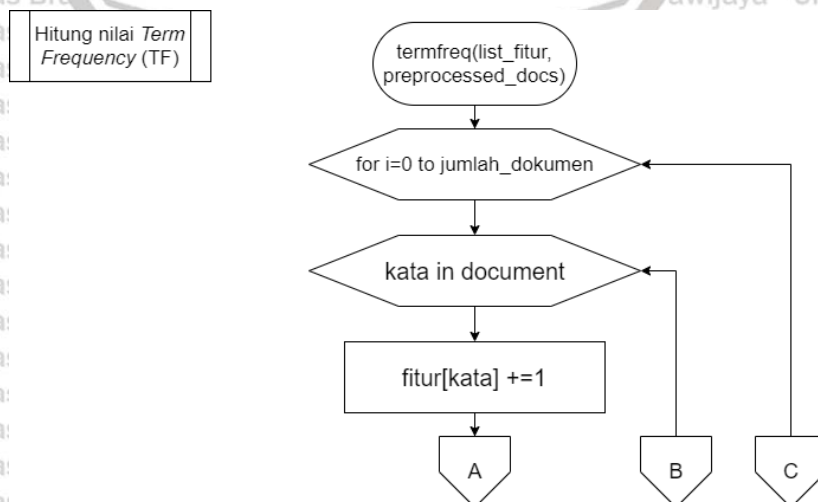 Hitung nilai Term
Frequency (TF)
termfreq(list_fitur,
preprocessed_docs)
for i=0 to jumlah_dokumen
kata in document
fitur[kata] +=1
A
B
C